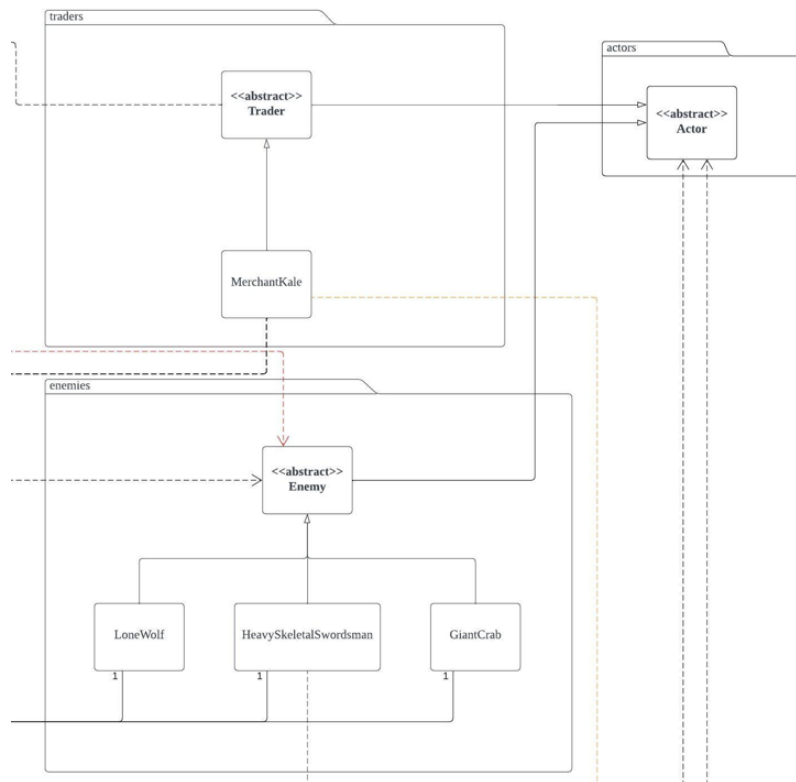 traders
actors
<<abstract>>
Trader
<<abstract>>
Actor
MerchantKale
enemies
<<abstract>>
Enemy
LoneWolf
HeavySkeletalSwordsman
GiantCrab
1
1
1